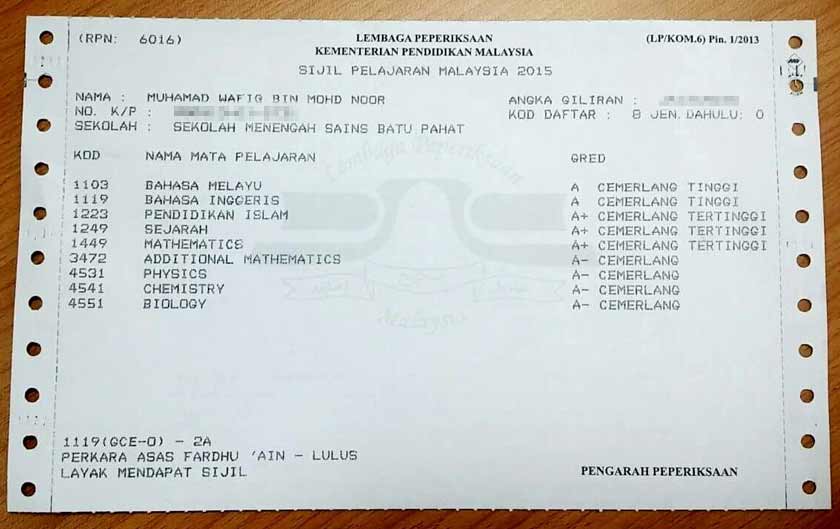 (RPN: 6016)
LEMBAGA PEPERIKSAAN
KEMENTERIAN PENDIDIKAN MALAYSIA
(LP/KOM.6) Pin. 1/2013
SIJIL PELAJARAN MALAYSIA 2015
NAMA : MUHAMAD WAFIG BIN MOHD NOOR
ANGKA GILIRAN :
NO. K/P :
KOD DAFTAR : 8 JEN. DAHULU: 0
SEKOLAH : SEKOLAH MENENGAH SAINS BATU PAHAT
KOD NAMA MATA PELAJARAN GRED
1103 BAHASA MELAYU A CEMERLANG TINGGI
1119 BAHASA INGGERIS A CEMERLANG TINGGI
1223 PENDIDIKAN ISLAM A+ CEMERLANG TERTINGGI
1249 SEJARAH A+ CEMERLANG TERTINGGI
1449 MATHEMATICS A+ CEMERLANG TERTINGGI
3472 ADDITIONAL MATHEMATICS A- CEMERLANG
4531 PHYSICS A- CEMERLANG
4541 CHEMISTRY A- CEMERLANG
4551 BIOLOGY A- CEMERLANG
Lembaga Peperiksaan
Malaysia
1119(GCE-O) - 2A
PERKARA ASAS FARDHU 'AIN - LULUS
LAYAK MENDAPAT SIJIL
PENGARAH PEPERIKSAAN